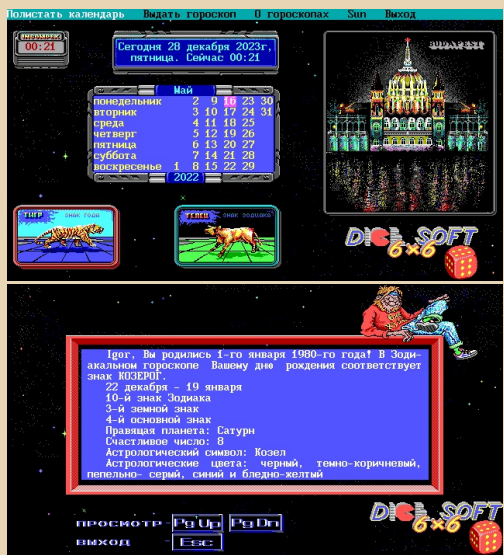 Полистать календарь Выдать гороскоп О гороскопах Sun Выход
00:21
Сегодня 28 декабря 2023г,
пятница. Сейчас 00:21
BUDAPEST
Май
понедельник 2 9 16 23 30
вторник 3 10 17 24 31
среда 4 11 18 25
четверг 5 12 19 26
пятница 6 13 20 27
суббота 7 14 21 28
воскресенье 1 8 15 22 29
2022
ТИГР ЗНАК ГОДА
ТЕЛЕЦ ЗНАК ЗОДИАКА
DICE SOFT
6×6
Igor, Вы родились 1-го января 1980-го года! В Зоди-
акальном гороскопе Вашему дню рождения соответствует
знак КОЗЕРОГ.
22 декабря - 19 января
10-й знак Зодиака
3-й земной знак
4-й основной знак
Правящая планета: Сатурн
Счастливое число: 8
Астрологический символ: Козел
Астрологические цвета: черный, темно-коричневый,
пепельно- серый, синий и бледно-желтый
ПРОСМОТР - Pg Up Pg Dn
ВЫХОД - Esc
DICE SOFT
6×6